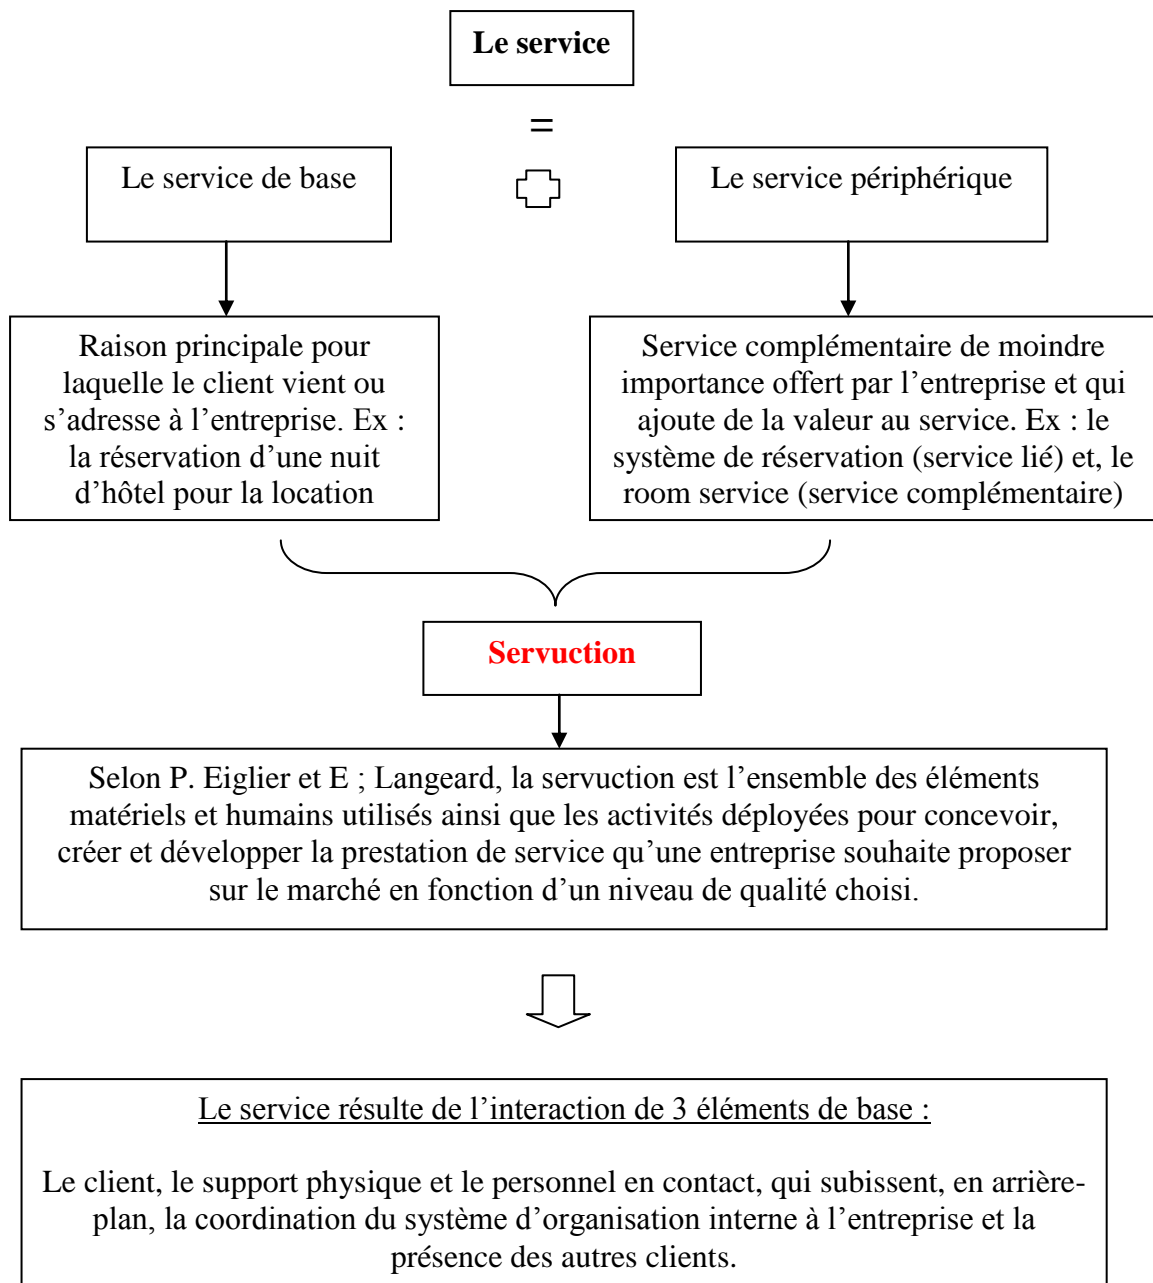 Le service
=
Le service de base
Le service périphérique
Raison principale pour
laquelle le client vient ou
s’adresse à l’entreprise. Ex :
la réservation d’une nuit
d’hôtel pour la location
Service complémentaire de moindre
importance offert par l’entreprise et qui
ajoute de la valeur au service. Ex : le
système de réservation (service lié) et, le
room service (service complémentaire)
Servuction
Selon P. Eiglier et E ; Langeard, la servuction est l’ensemble des éléments
matériels et humains utilisés ainsi que les activités déployées pour concevoir,
créer et développer la prestation de service qu’une entreprise souhaite proposer
sur le marché en fonction d’un niveau de qualité choisi.
Le service résulte de l’interaction de 3 éléments de base :
Le client, le support physique et le personnel en contact, qui subissent, en arrière-
plan, la coordination du système d’organisation interne à l’entreprise et la
présence des autres clients.